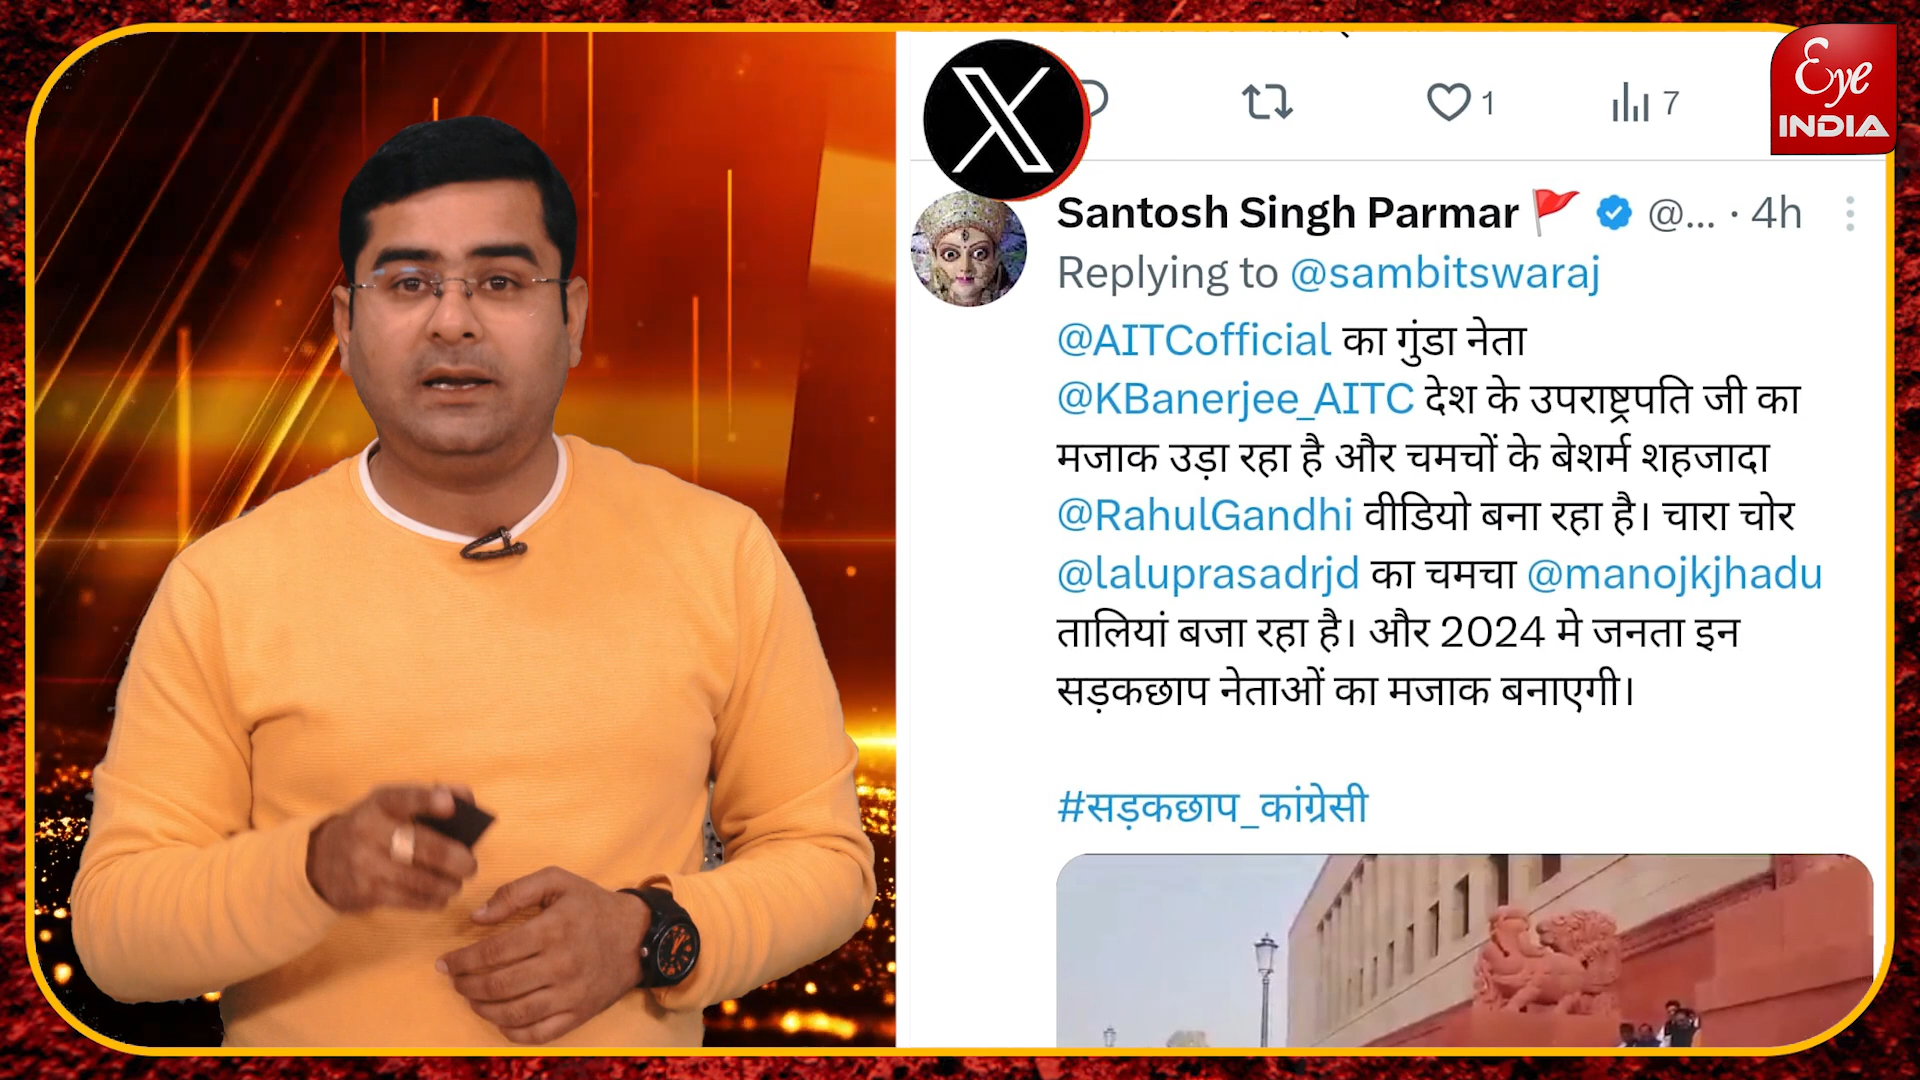 X
1
7
Eye
INDIA
Santosh Singh Parmar 🚩 @... · 4h
Replying to @sambitswaraj
@AITCofficial का गुंडा नेता
@KBanerjee_AITC देश के उपराष्ट्रपति जी का
मजाक उड़ा रहा है और चमचों के बेशर्म शहजादा
@RahulGandhi वीडियो बना रहा है। चारा चोर
@laluprasadrjd का चमचा @manojkjhadu
तालियां बजा रहा है। और 2024 मे जनता इन
सड़कछाप नेताओं का मजाक बनाएगी।
#सड़कछाप_कांग्रेसी